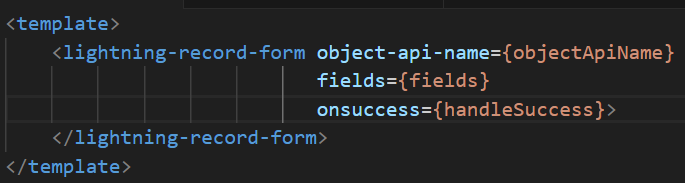 <template>
<lightning-record-form object-api-name={objectApiName}
fields={fields}
onsuccess={handleSuccess}>
</lightning-record-form>
</template>